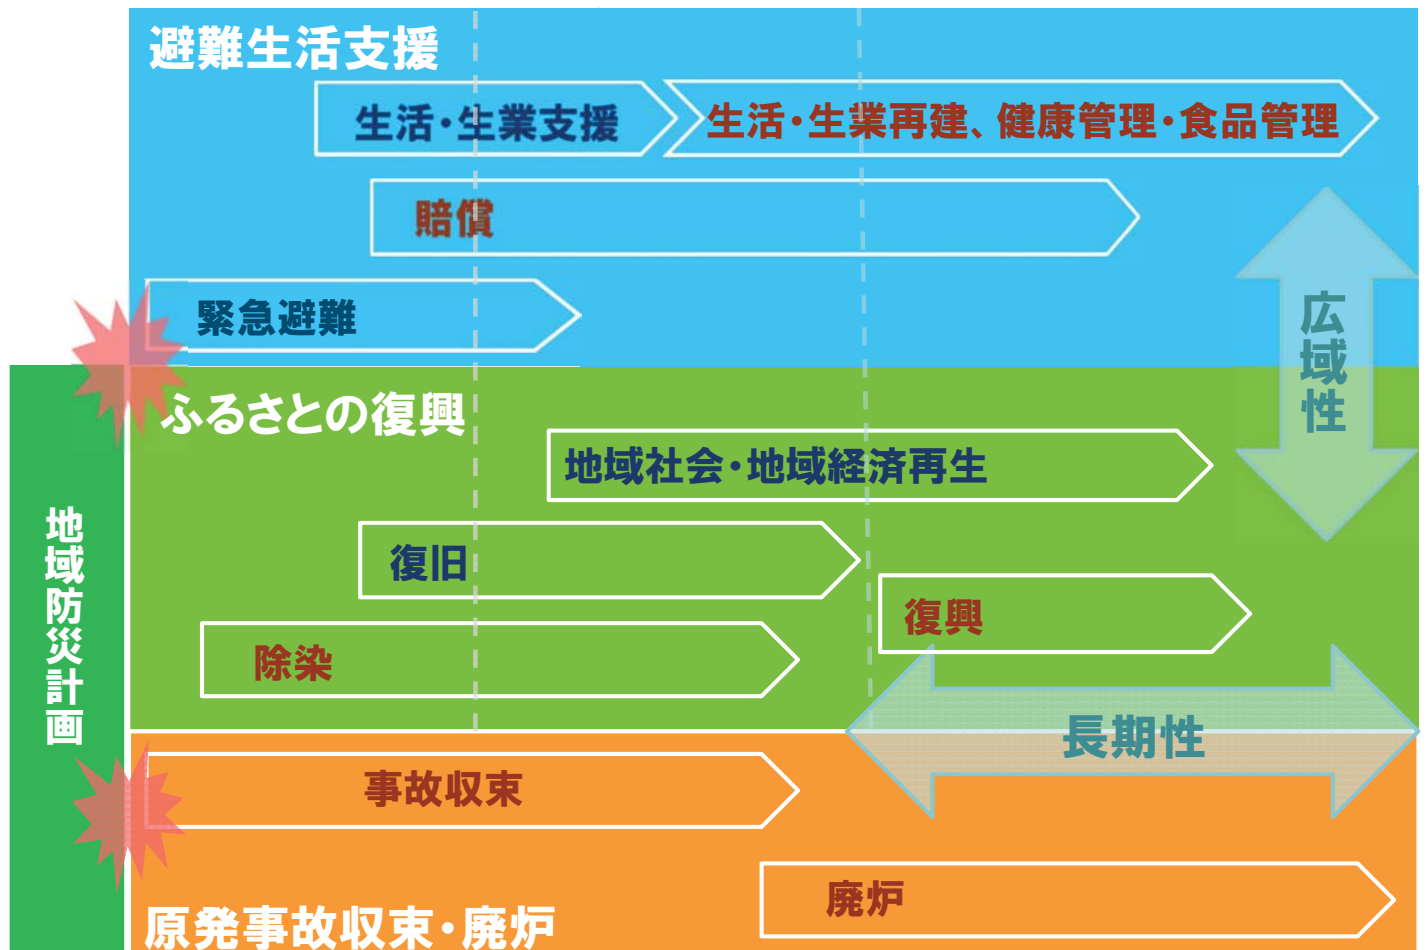 避難生活支援
生活・生業支援
生活・生業再建、健康管理・食品管理
賠償
緊急避難
広域性
ふるさとの復興
地域社会・地域経済再生
復旧
復興
除染
地域防災計画
長期性
事故収束
廃炉
原発事故収束・廃炉